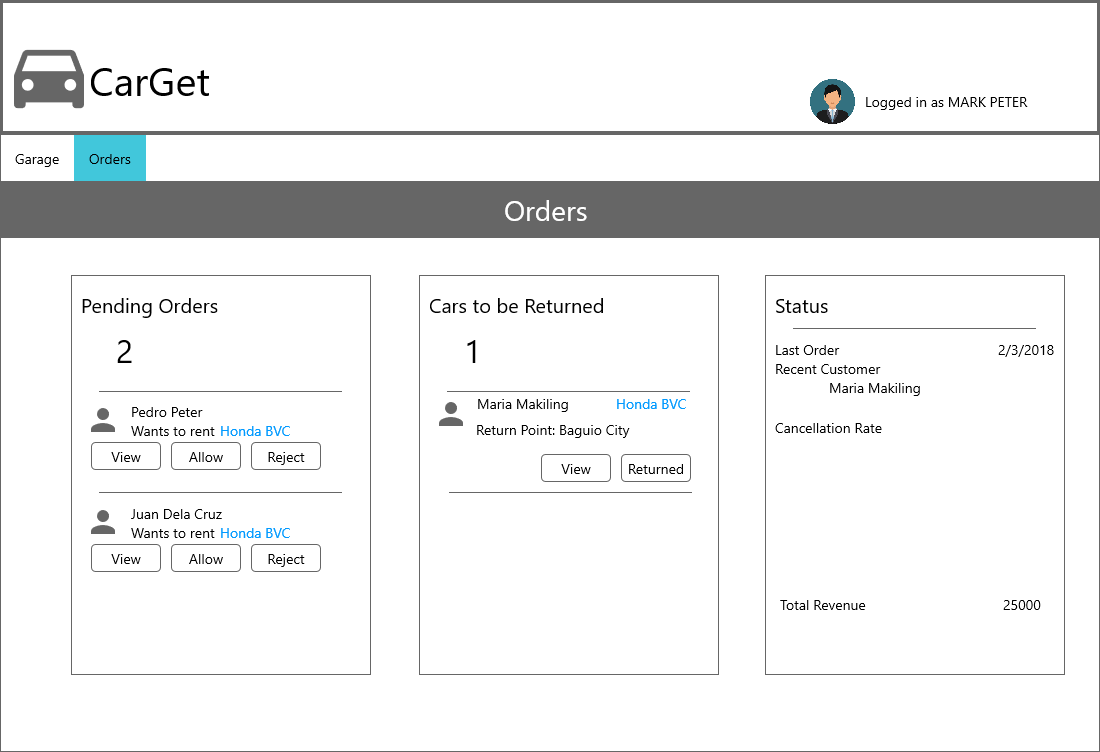 CarGet
Logged in as MARK PETER
Garage
Orders
Orders
Pending Orders
2
Pedro Peter
Wants to rent Honda BVC
View
Allow
Reject
Juan Dela Cruz
Wants to rent Honda BVC
View
Allow
Reject
Cars to be Returned
1
Maria Makiling Honda BVC
Return Point: Baguio City
View
Returned
Status
Last Order 2/3/2018
Recent Customer
Maria Makiling
Cancellation Rate
Total Revenue 25000